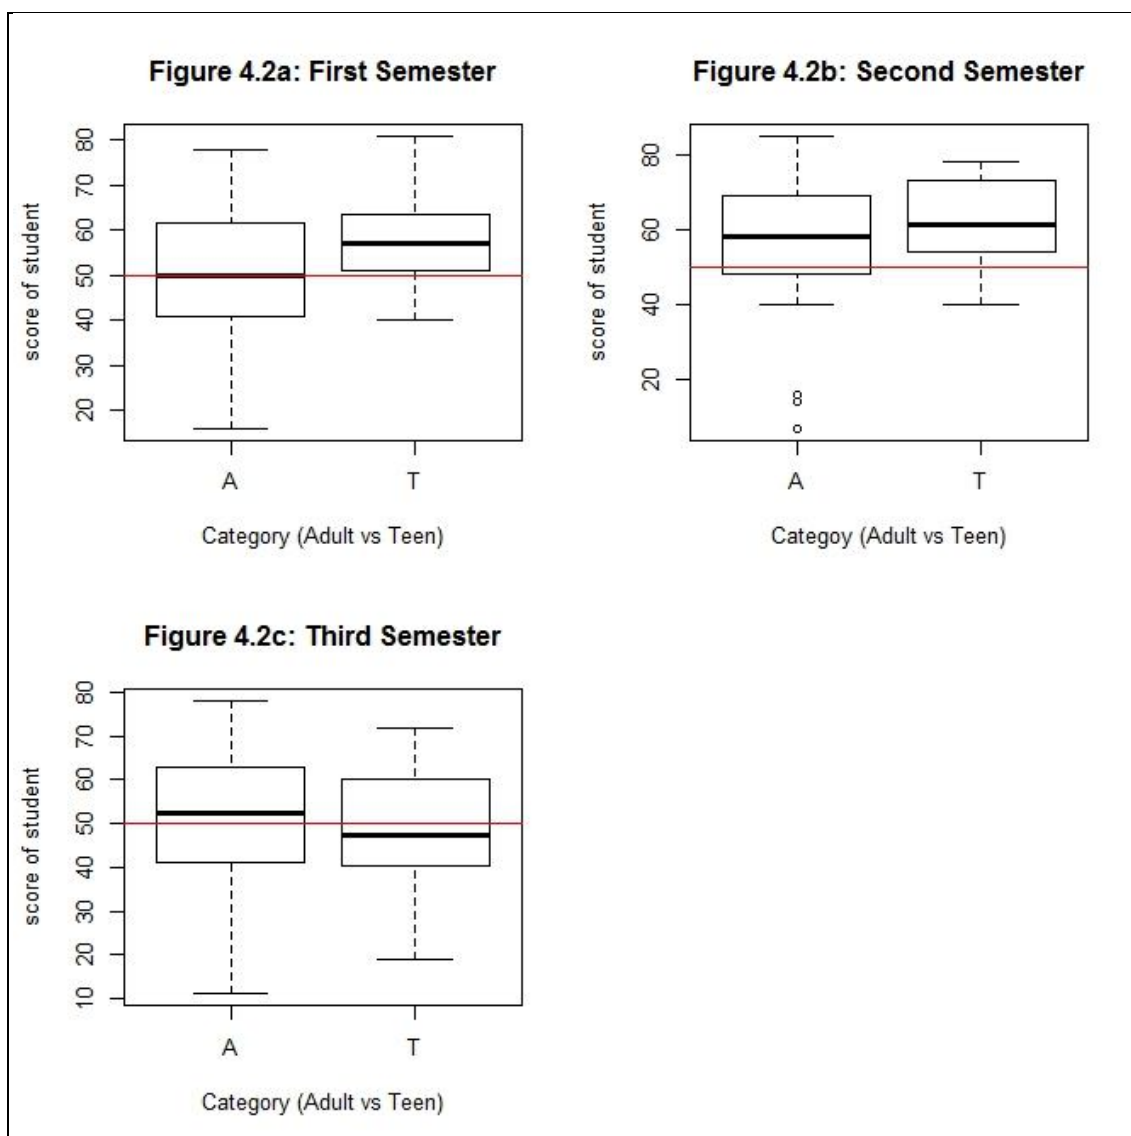 Figure 4.2a: First Semester
score of student
80
70
60
50
40
30
20
A T
Category (Adult vs Teen)
Figure 4.2b: Second Semester
score of student
80
60
40
20
A T
Categoy (Adult vs Teen)
Figure 4.2c: Third Semester
score of student
80
70
60
50
40
30
20
10
A T
Category (Adult vs Teen)